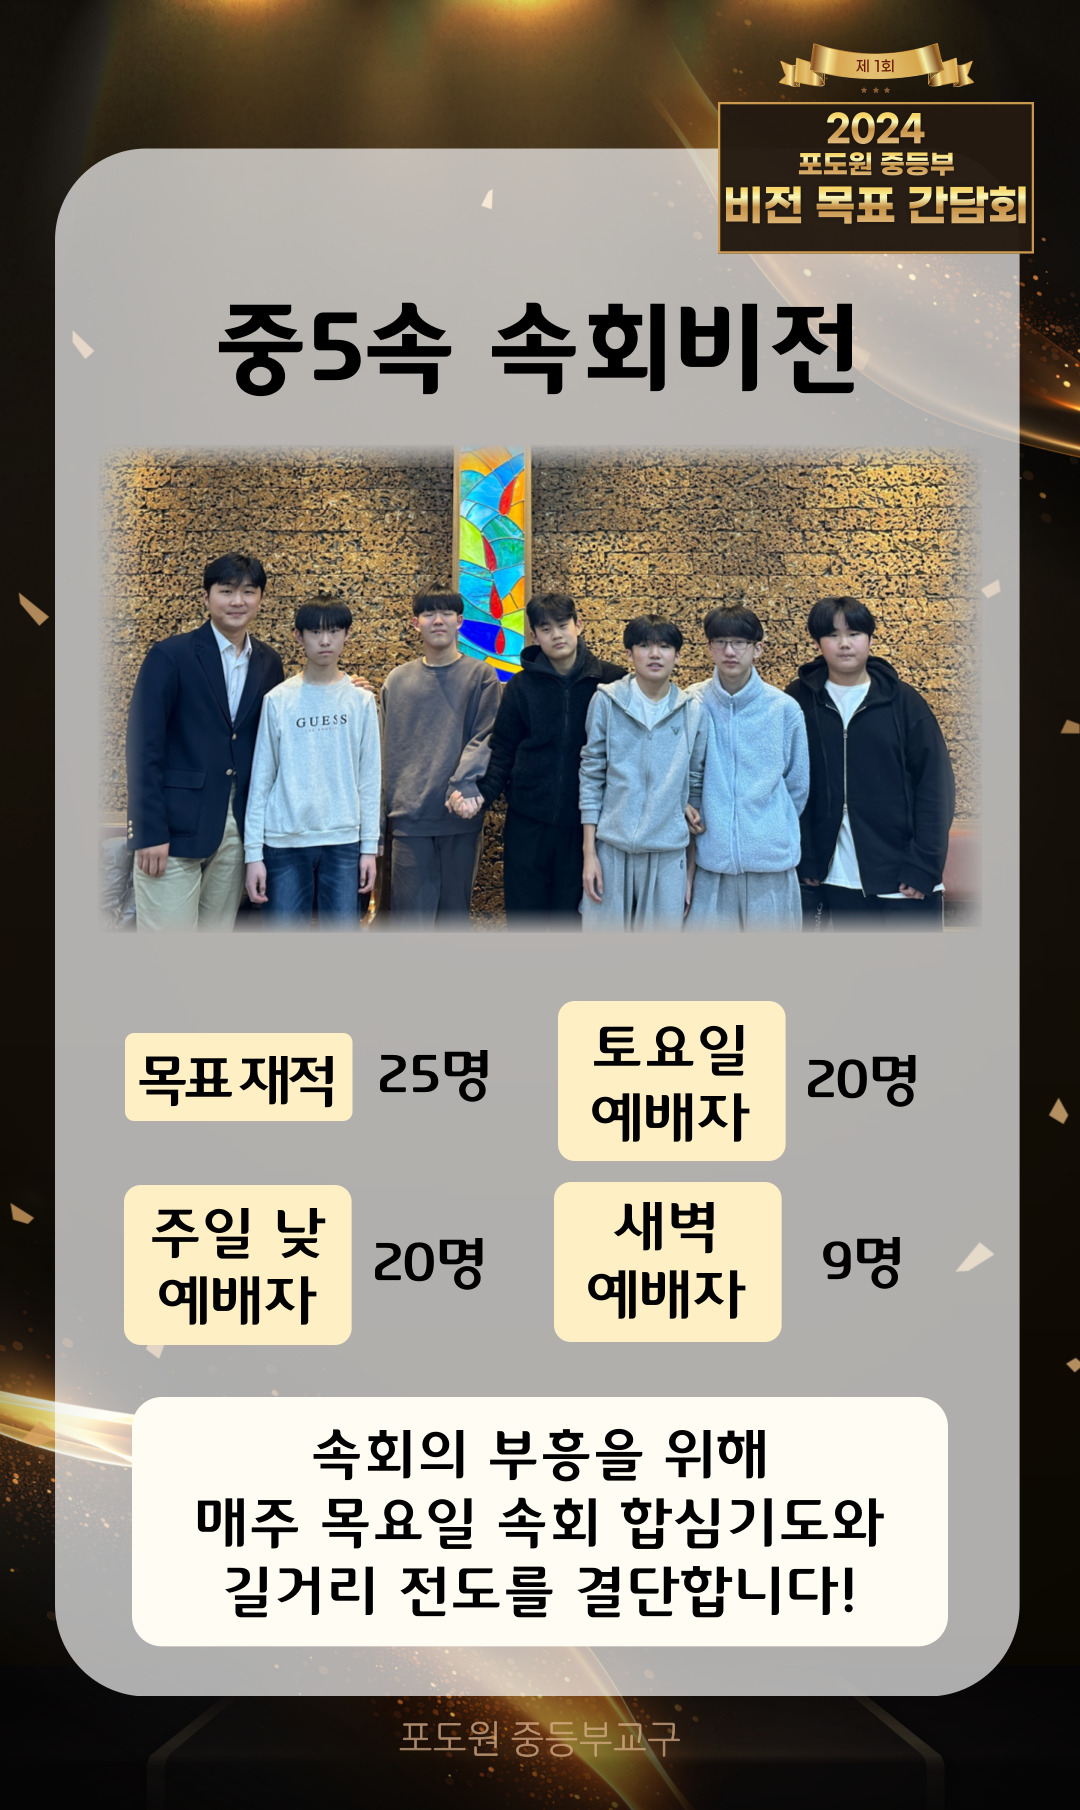 제 1회
2024
포도원 중등부
비전 목표 간담회
중5속 속회비전
GUESS
목표 재적
25명
토요일
예배자
20명
주일 낮
예배자
20명
새벽
예배자
9명
속회의 부흥을 위해
매주 목요일 속회 합심기도와
길거리 전도를 결단합니다!
포도원 중등부교구